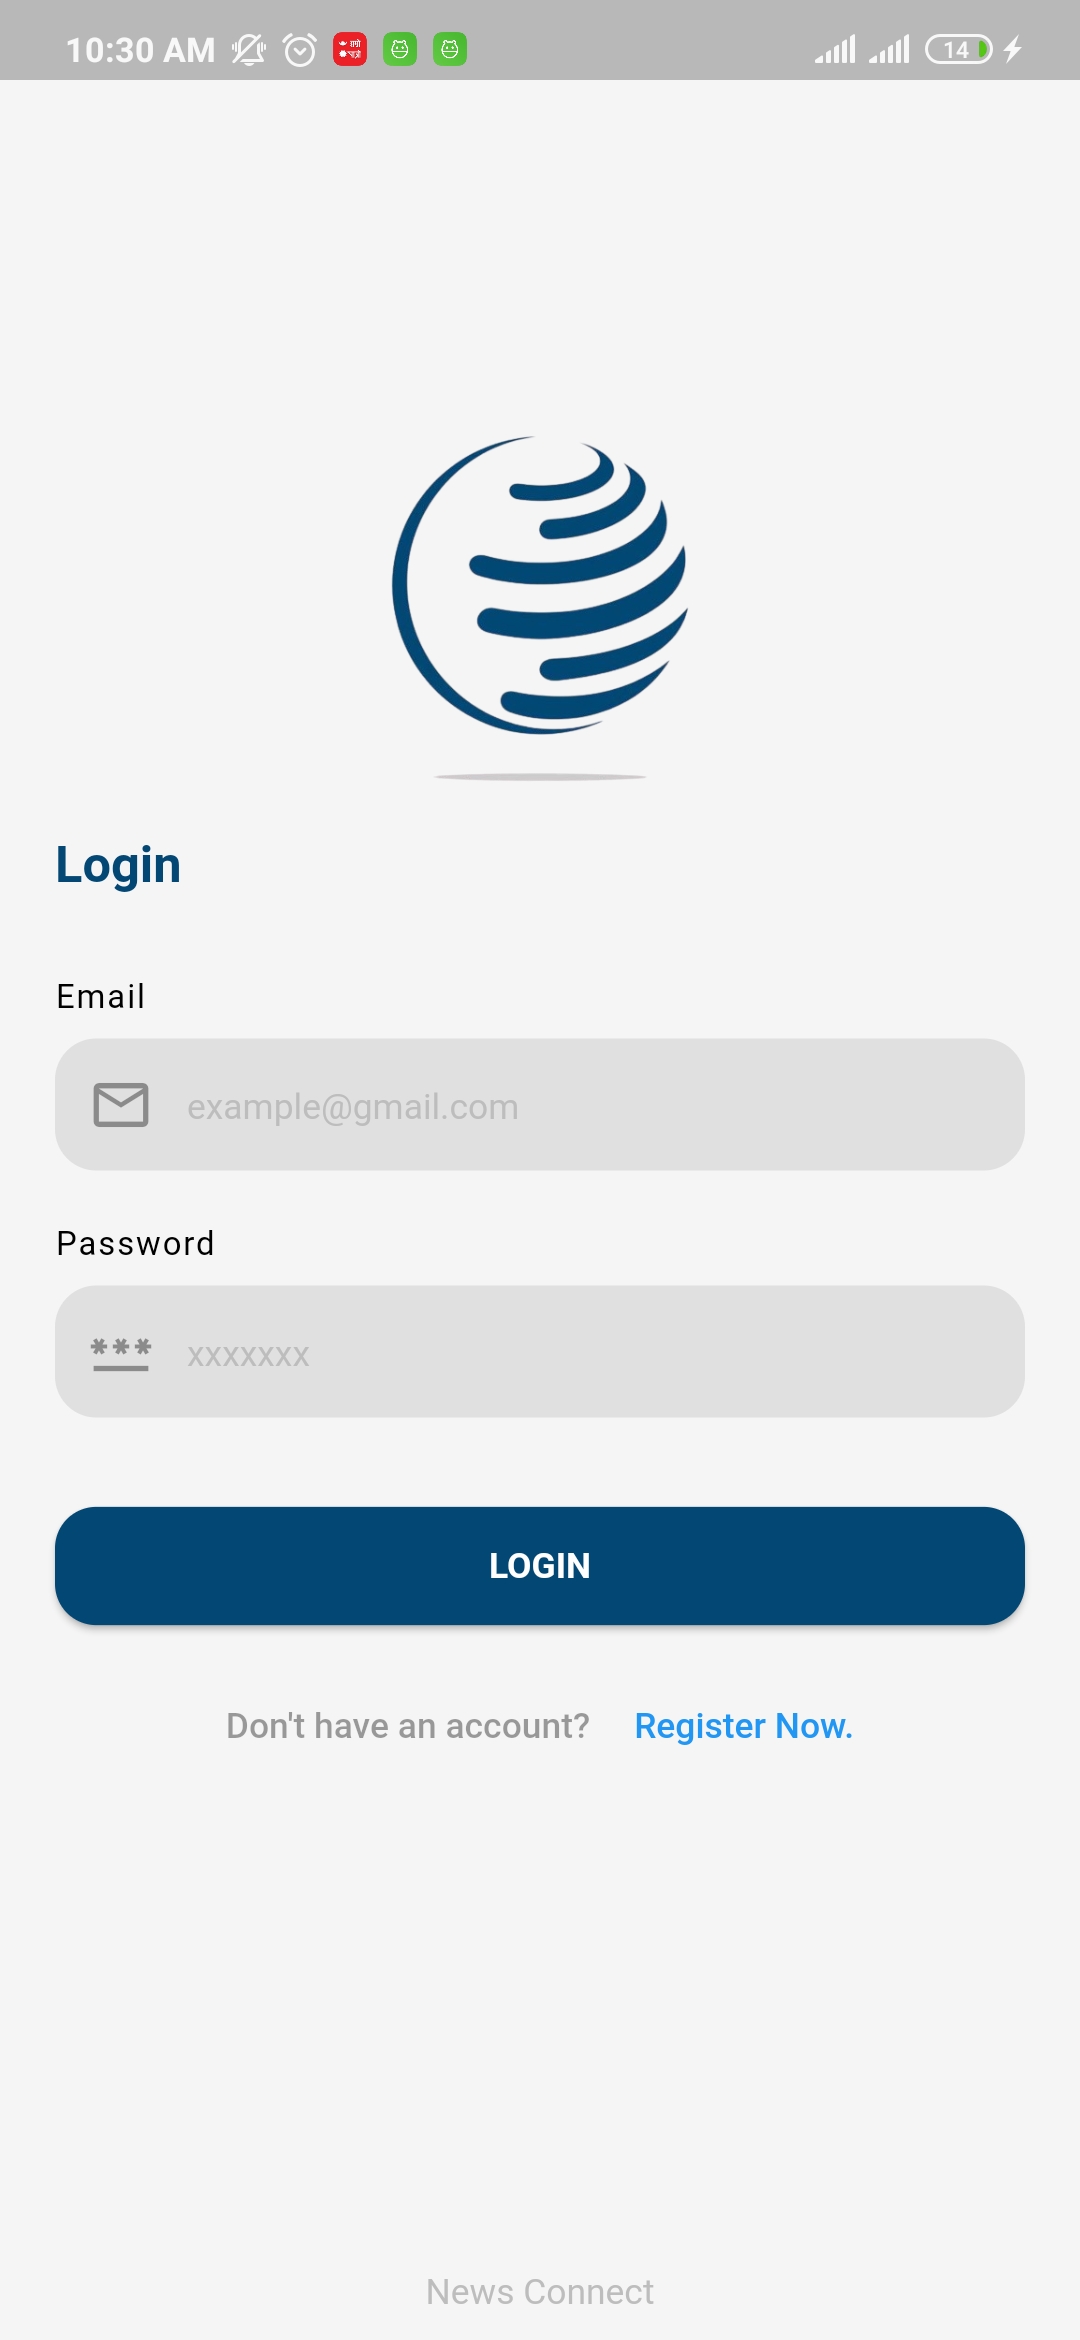 10:30 AM
14
Login
Email
example@gmail.com
Password
***
xxxxxxx
LOGIN
Don't have an account? Register Now.
News Connect